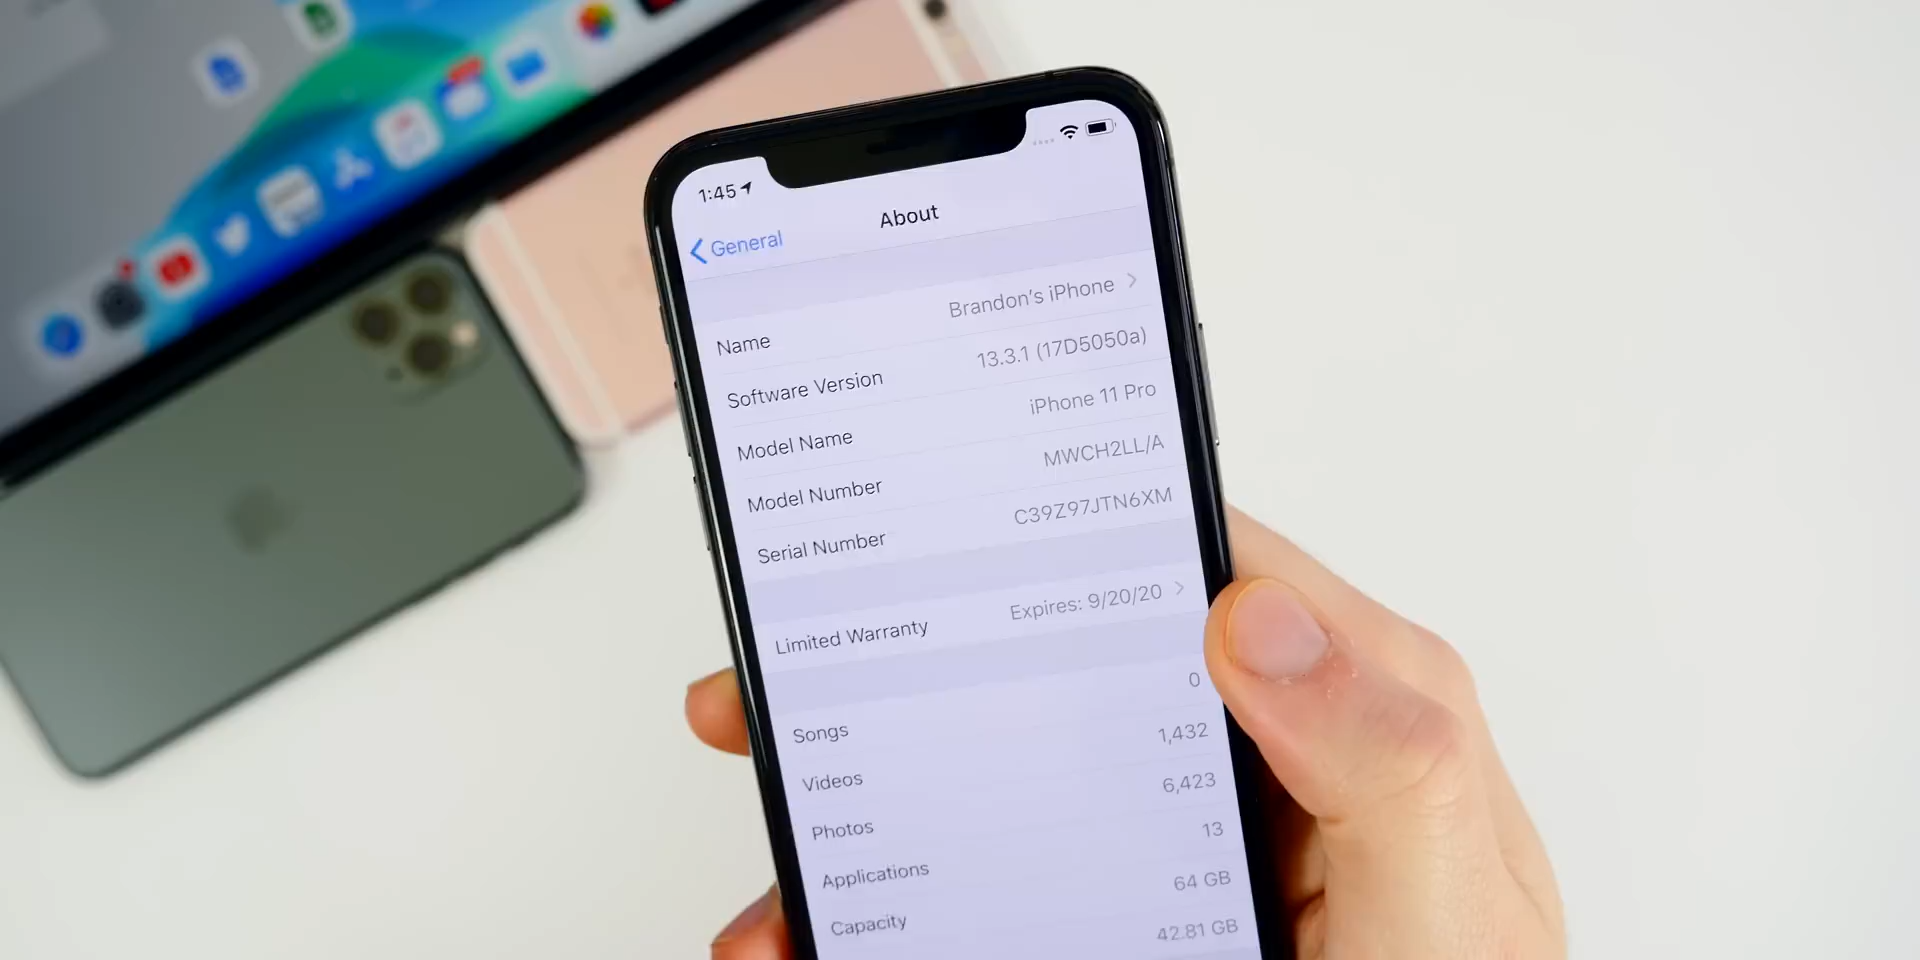 1:45
General
About
Name Brandon's iPhone
Software Version 13.3.1 (17D5050a)
Model Name iPhone 11 Pro
Model Number MWCH2LL/A
Serial Number C39Z97JTN6XM
Limited Warranty Expires: 9/20/20
Songs 0
Videos 1,432
Photos 6,423
Applications 13
Capacity 64 GB
42.81 GB